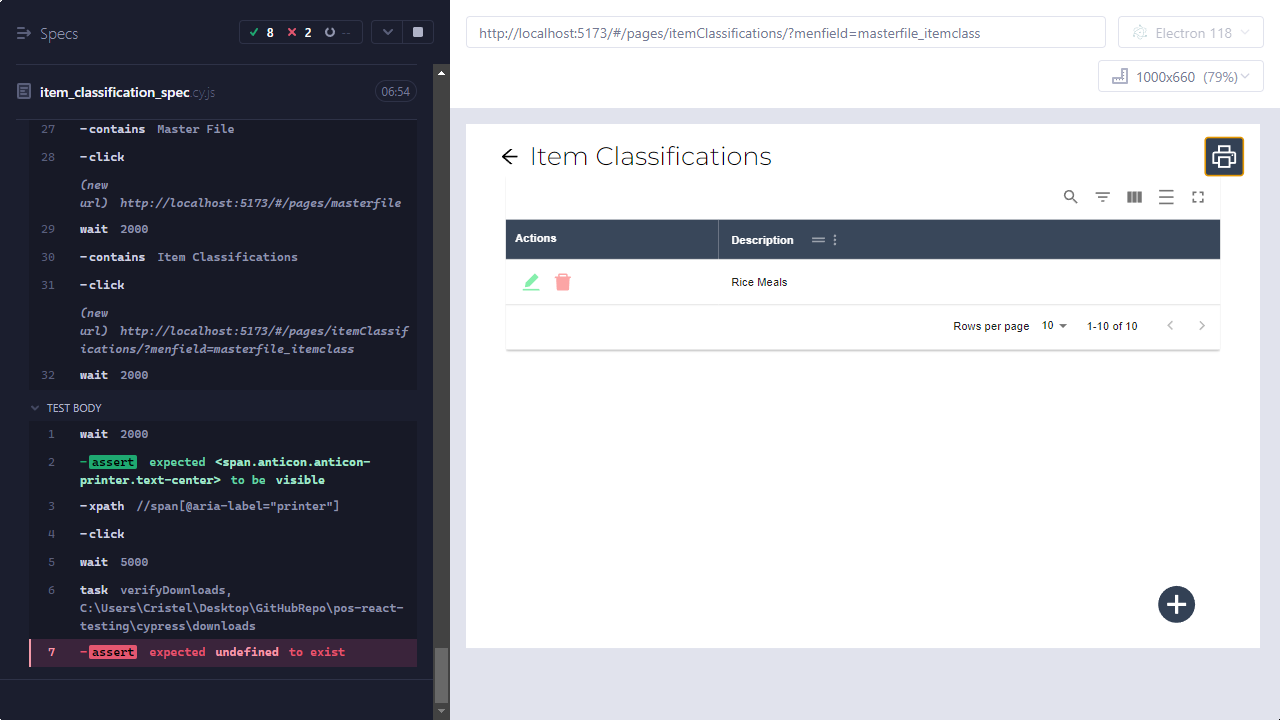 Specs
8 2 --
item_classification_spec.cy.js 06:54
27 -contains Master File
28 -click
(new
url) http://localhost:5173/#/pages/masterfile
29 wait 2000
30 -contains Item Classifications
31 -click
(new
url) http://localhost:5173/#/pages/itemClassif
ications/?menfield=masterfile_itemclass
32 wait 2000
TEST BODY
1 wait 2000
2 -assert expected <span.anticon.anticon-
printer.text-center> to be visible
3 -xpath //span[@aria-label="printer"]
4 -click
5 wait 5000
6 task verifyDownloads,
C:\Users\Cristel\Desktop\GitHubRepo\pos-react-
testing\cypress\downloads
7 -assert expected undefined to exist
http://localhost:5173/#/pages/itemClassifications/?menfield=masterfile_itemclass
Electron 118
1000x660 (79%)
Item Classifications
Actions Description
Rice Meals
Rows per page 10 1-10 of 10